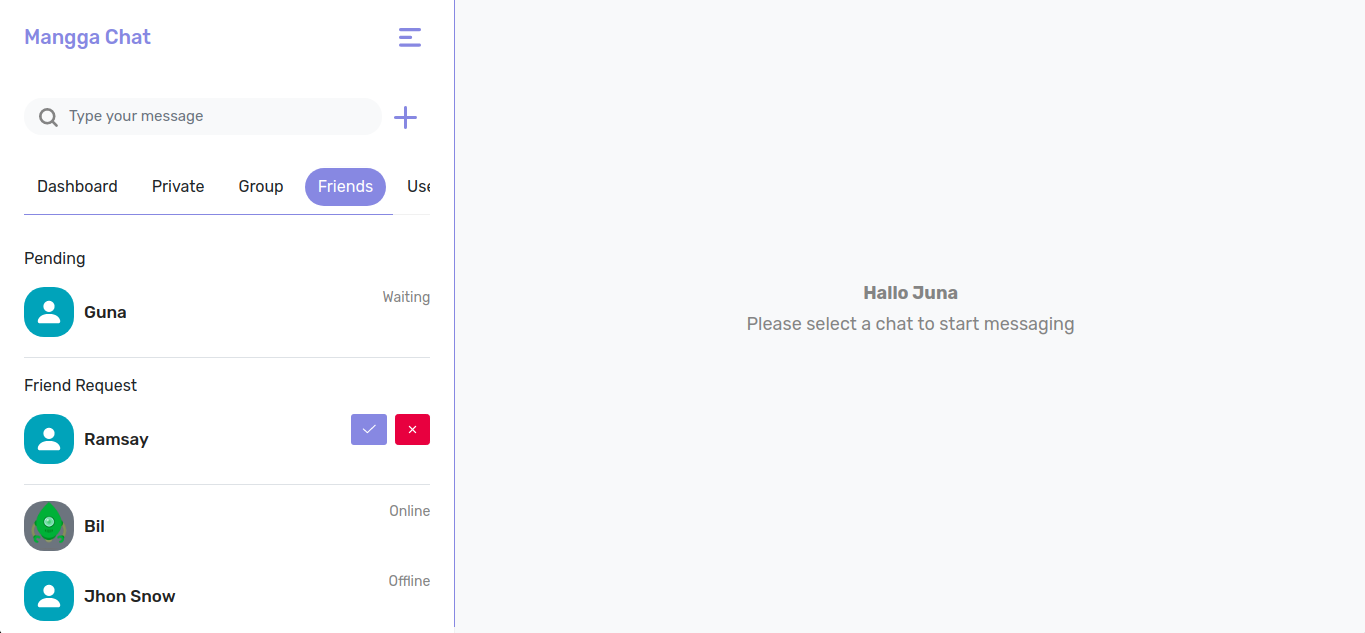 Mangga Chat
Type your message
Dashboard Private Group Friends Use
Pending
Guna Waiting
Friend Request
Ramsay
Bil Online
Jhon Snow Offline
Hallo Juna
Please select a chat to start messaging